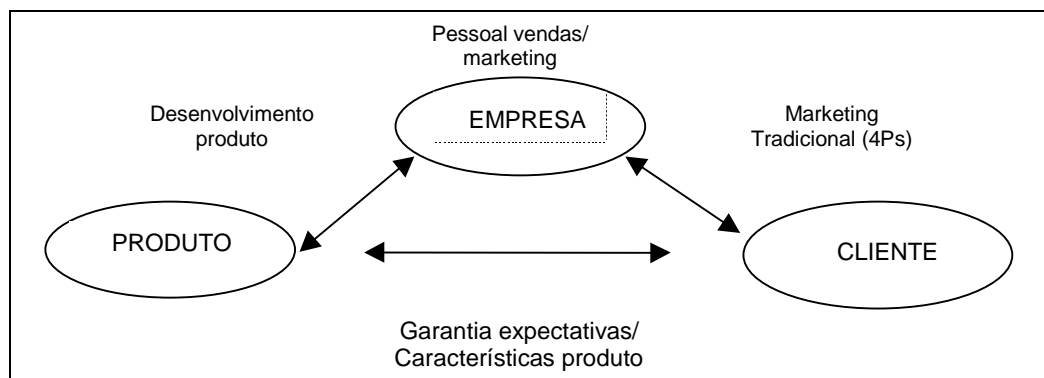 Pessoal vendas/
marketing
EMPRESA
Desenvolvimento
produto
Marketing
Tradicional (4Ps)
PRODUTO
CLIENTE
Garantia expectativas/
Características produto